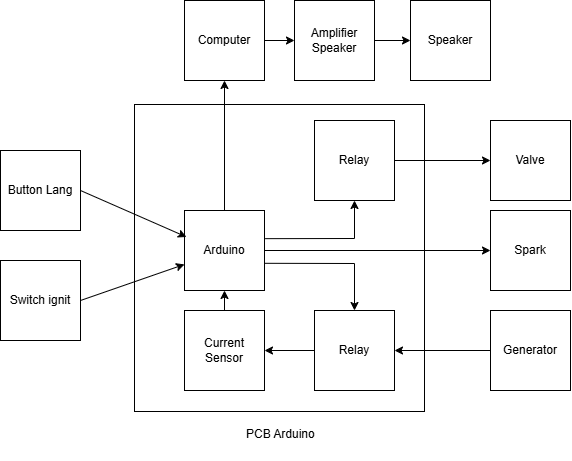 Computer
Amplifier
Speaker
Speaker
Relay
Valve
Button Lang
Arduino
Spark
Switch ignit
Current
Sensor
Relay
Generator
PCB Arduino